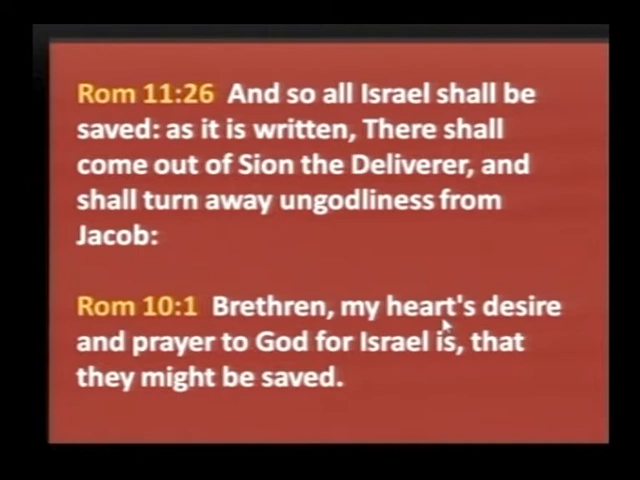 Rom 11:26 And so all Israel shall be
saved: as it is written, There shall
come out of Sion the Deliverer, and
shall turn away ungodliness from
Jacob:
Rom 10:1 Brethren, my heart's desire
and prayer to God for Israel is, that
they might be saved.